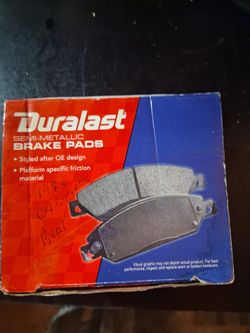 Duralast
SEMI-METALLIC
BRAKE PADS
• Styled after OE design
• Platform specific friction
material
Rear
Visual graphic may not depict actual product. For best
performance, inspect and replace worn or broken hardware.